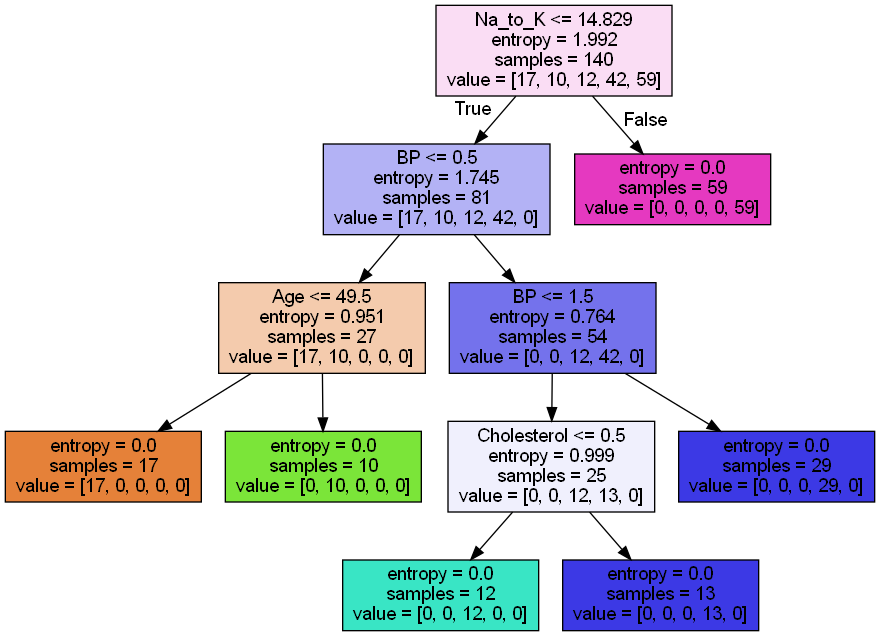 Na_to_K <= 14.829
entropy = 1.992
samples = 140
value = [17, 10, 12, 42, 59]
True
False
BP <= 0.5
entropy = 1.745
samples = 81
value = [17, 10, 12, 42, 0]
entropy = 0.0
samples = 59
value = [0, 0, 0, 0, 59]
Age <= 49.5
entropy = 0.951
samples = 27
value = [17, 10, 0, 0, 0]
BP <= 1.5
entropy = 0.764
samples = 54
value = [0, 0, 12, 42, 0]
entropy = 0.0
samples = 17
value = [17, 0, 0, 0, 0]
entropy = 0.0
samples = 10
value = [0, 10, 0, 0, 0]
Cholesterol <= 0.5
entropy = 0.999
samples = 25
value = [0, 0, 12, 13, 0]
entropy = 0.0
samples = 29
value = [0, 0, 0, 29, 0]
entropy = 0.0
samples = 12
value = [0, 0, 12, 0, 0]
entropy = 0.0
samples = 13
value = [0, 0, 0, 13, 0]